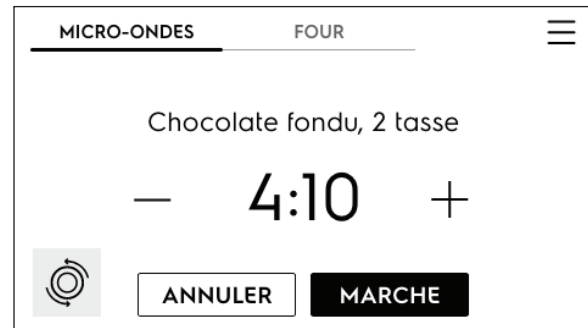 MICRO-ONDES FOUR
Chocolate fondu, 2 tasse
— 4:10 +
ANNULER MARCHE